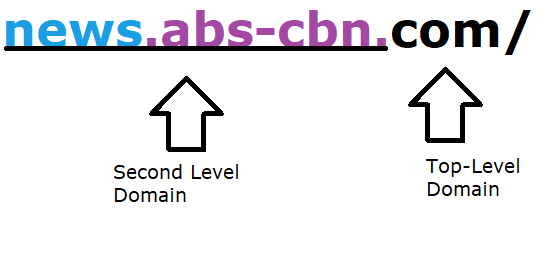 news.abs-cbn.com/
Second Level
Domain
Top-Level
Domain